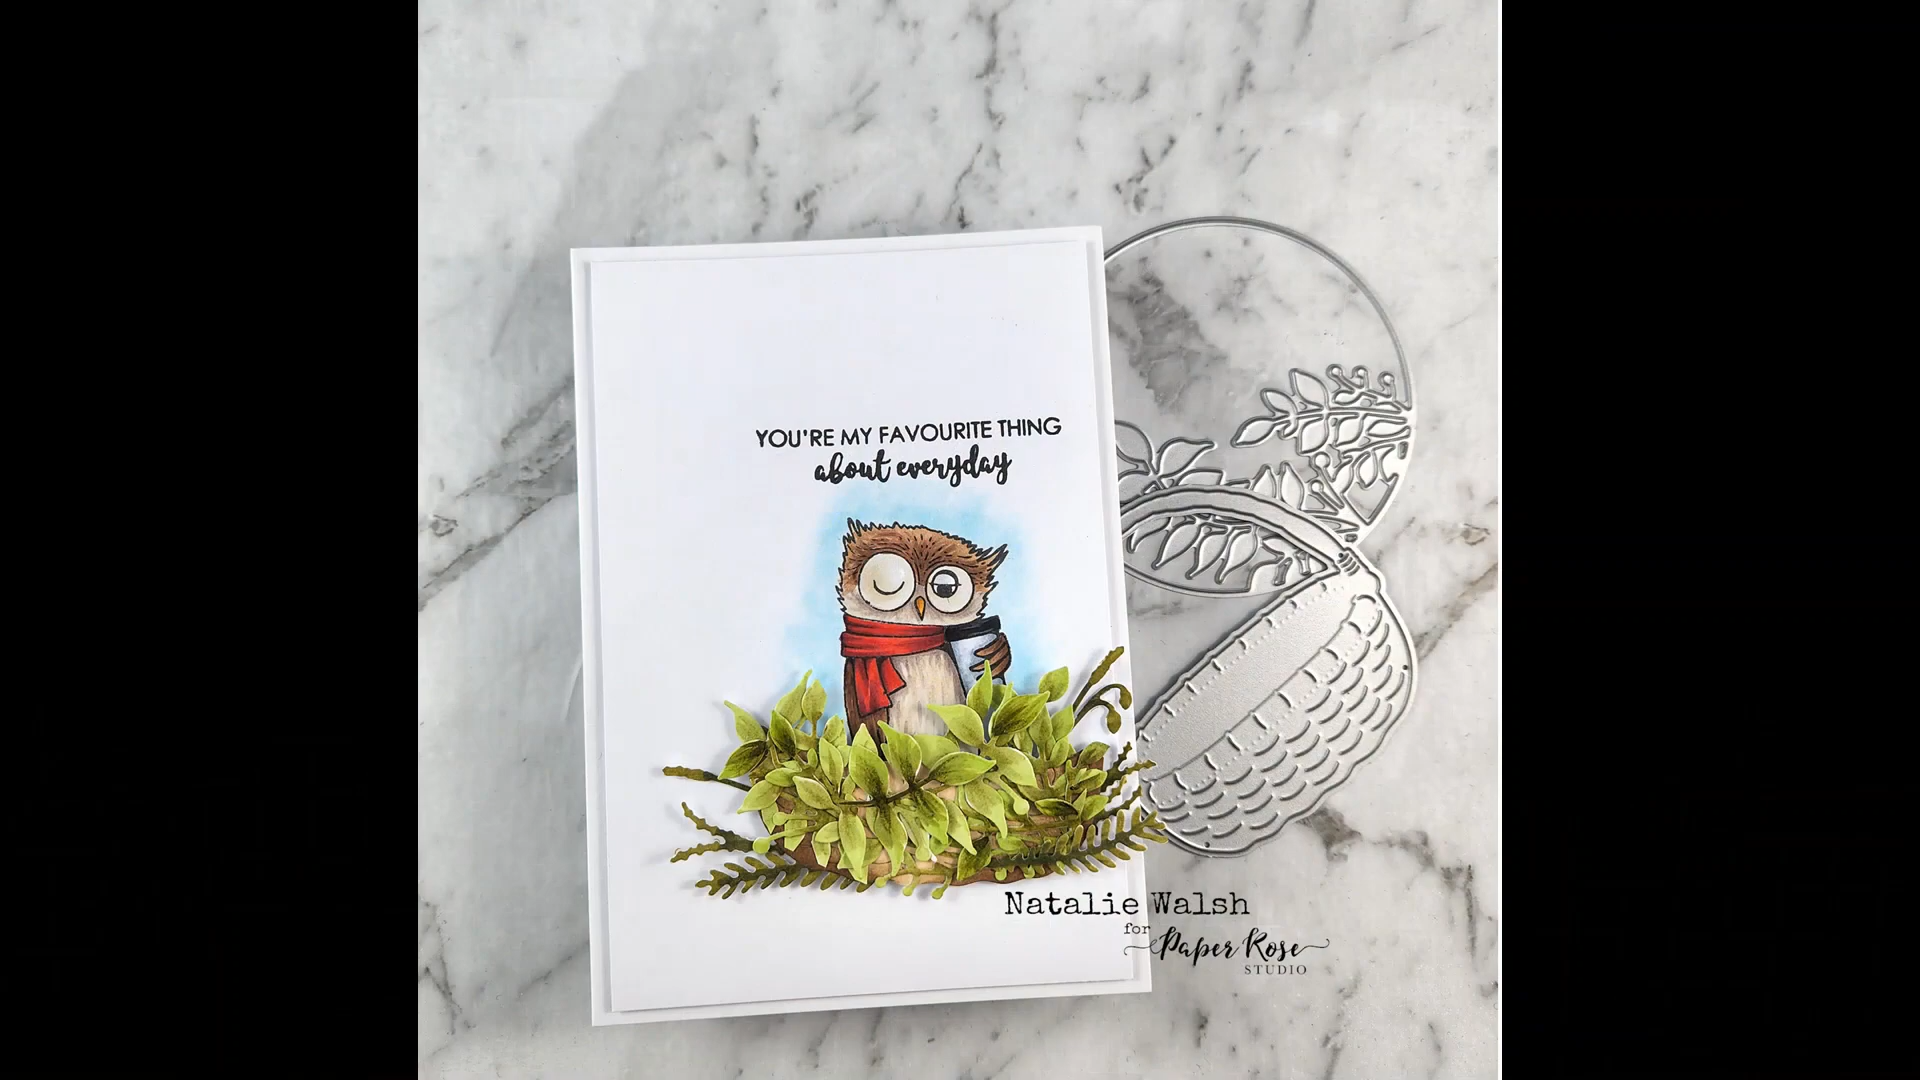 YOU'RE MY FAVOURITE THING
about everyday
Natalie Walsh
for
Paper Rose
STUDIO